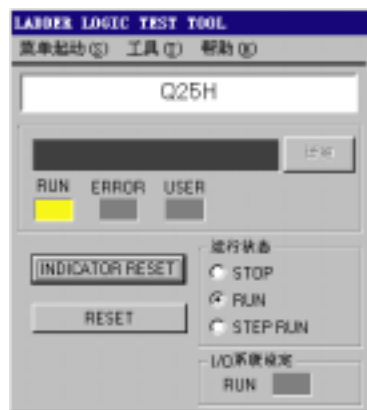 LADDER LOGIC TEST TOOL
菜单起动(S) 工具(T) 帮助(H)
Q25H
RUN ERROR USER
运行状态
INDICATOR RESET
STOP
RUN
RESET
STEP RUN
I/O系统设定
RUN